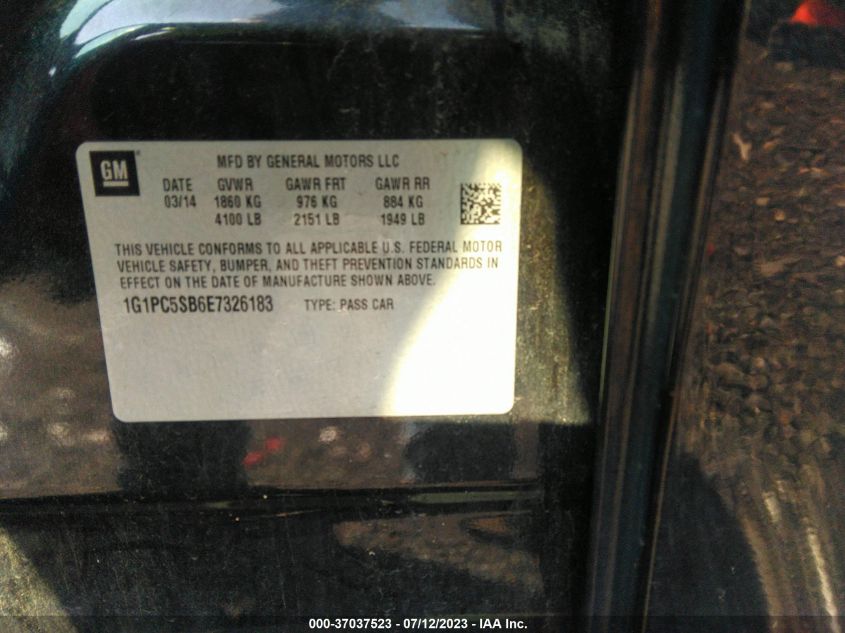 GM
MFD BY GENERAL MOTORS LLC
DATE GVWR GAWR FRT GAWR RR
03/14 1860 KG 976 KG 884 KG
4100 LB 2151 LB 1949 LB
THIS VEHICLE CONFORMS TO ALL APPLICABLE U.S. FEDERAL MOTOR
VEHICLE SAFETY, BUMPER, AND THEFT PREVENTION STANDARDS IN
EFFECT ON THE DATE OF MANUFACTURE SHOWN ABOVE.
1G1PC5SB6E7326183 TYPE: PASS CAR
000-37037523 - 07/12/2023 - IAA Inc.